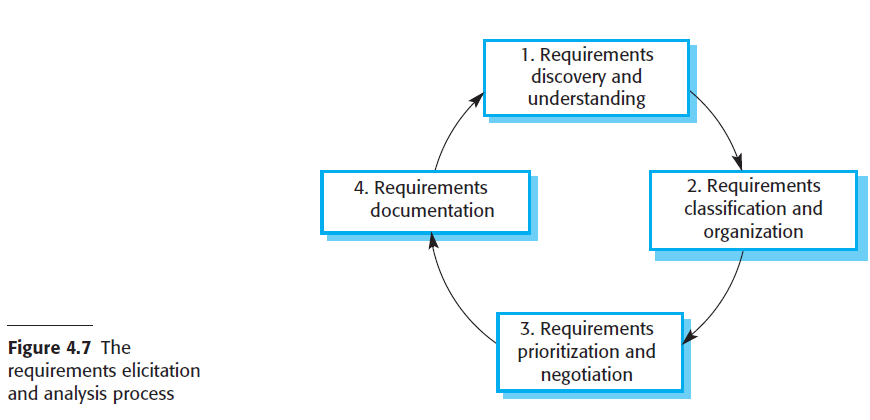 1. Requirements
discovery and
understanding
2. Requirements
classification and
organization
3. Requirements
prioritization and
negotiation
4. Requirements
documentation
Figure 4.7 The
requirements elicitation
and analysis process